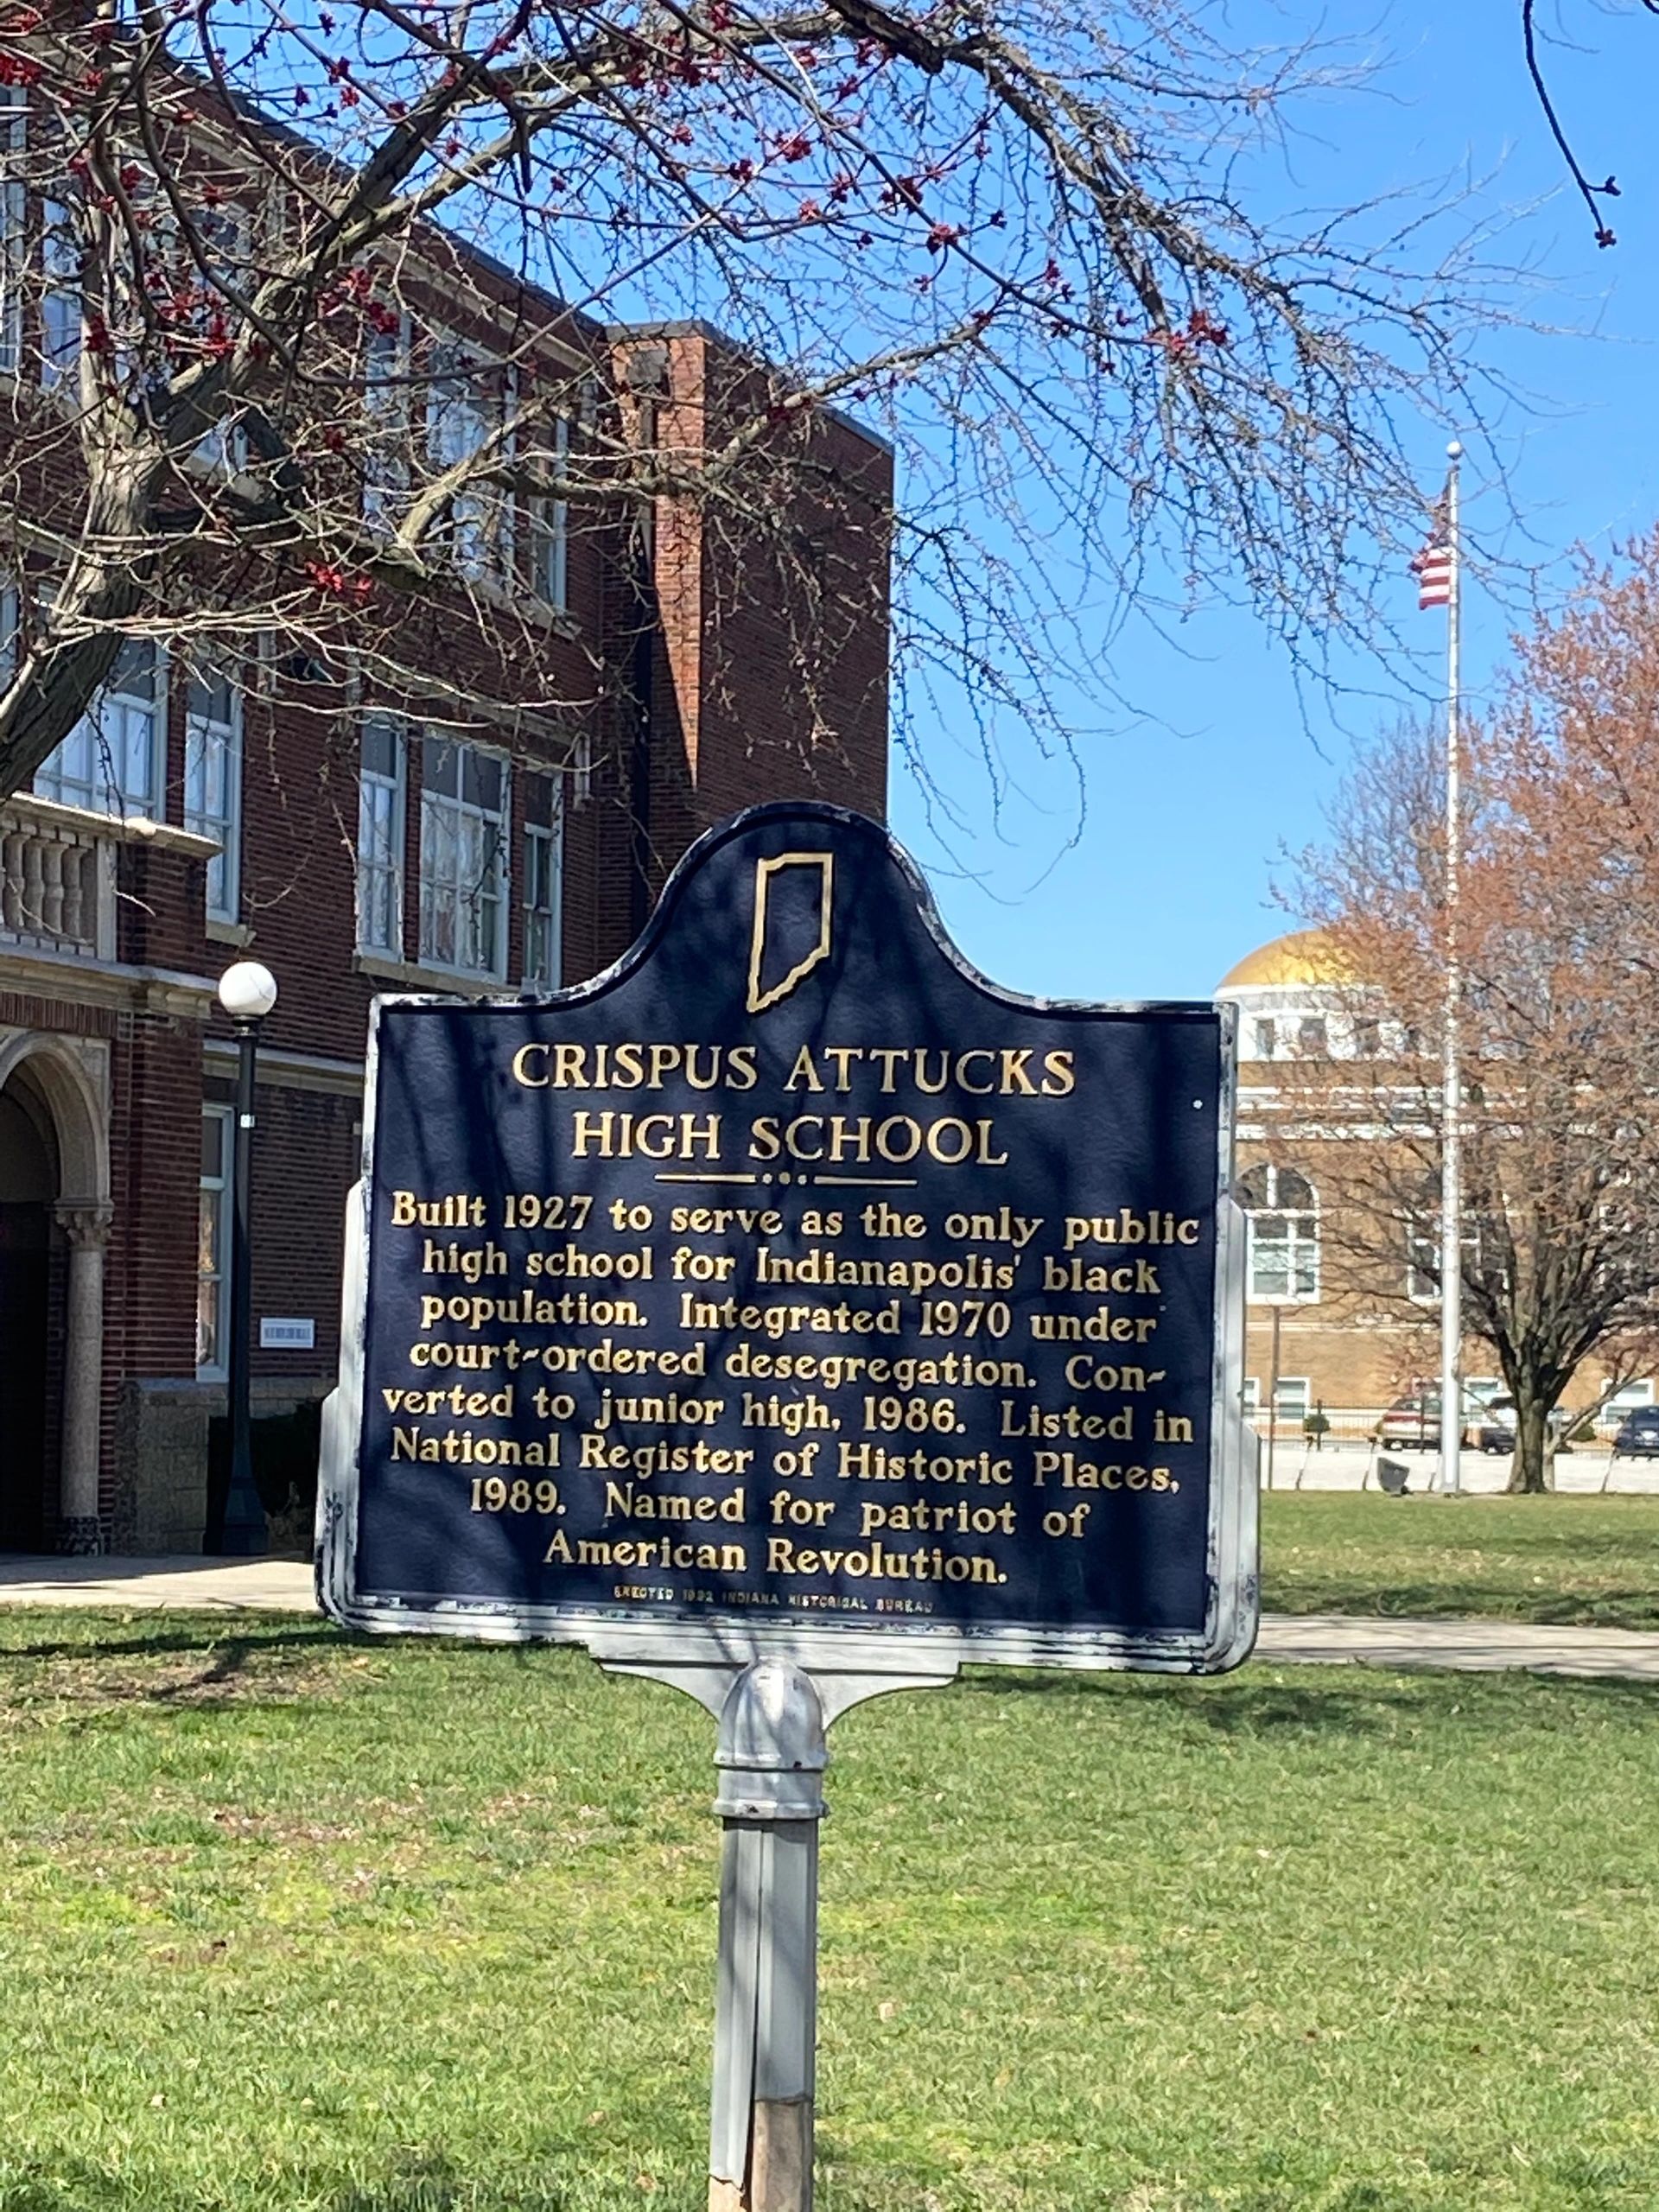 CRISPUS ATTUCKS
HIGH SCHOOL
Built 1927 to serve as the only public
high school for Indianapolis' black
population. Integrated 1970 under
court-ordered desegregation. Con-
verted to junior high, 1986. Listed in
National Register of Historic Places,
1989. Named for patriot of
American Revolution.
ERECTED 1992 INDIANA HISTORICAL BUREAU